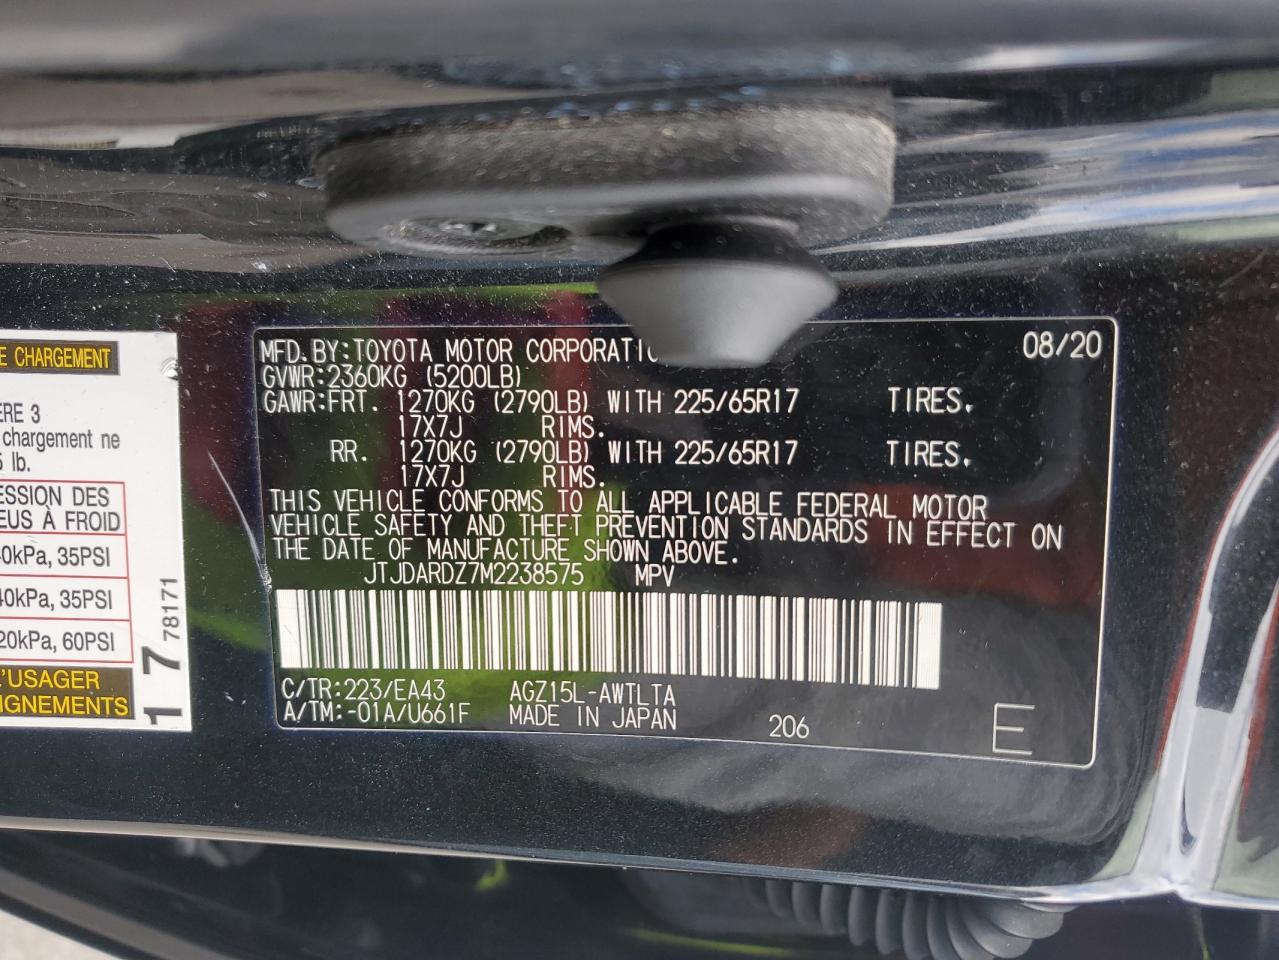 E CHARGEMENT
ERE 3
chargement ne
lb.
ESSION DES
EUS À FROID
40kPa, 35PSI
40kPa, 35PSI
20kPa, 60PSI
L'USAGER
IGNEMENTS
17
78171
MFD. BY: TOYOTA MOTOR CORPORATIO 08/20
GVWR: 2360KG (5200LB)
GAWR: FRT. 1270KG (2790LB) WITH 225/65R17 TIRES.
17X7J RIMS.
RR. 1270KG (2790LB) WITH 225/65R17 TIRES.
17X7J RIMS.
THIS VEHICLE CONFORMS TO ALL APPLICABLE FEDERAL MOTOR
VEHICLE SAFETY AND THEFT PREVENTION STANDARDS IN EFFECT ON
THE DATE OF MANUFACTURE SHOWN ABOVE.
JTJDARDZ7M2238575 MPV
C/TR: 223/EA43 AGZ15L-AWTLTA
A/TM: -01A/U661F MADE IN JAPAN 206 E